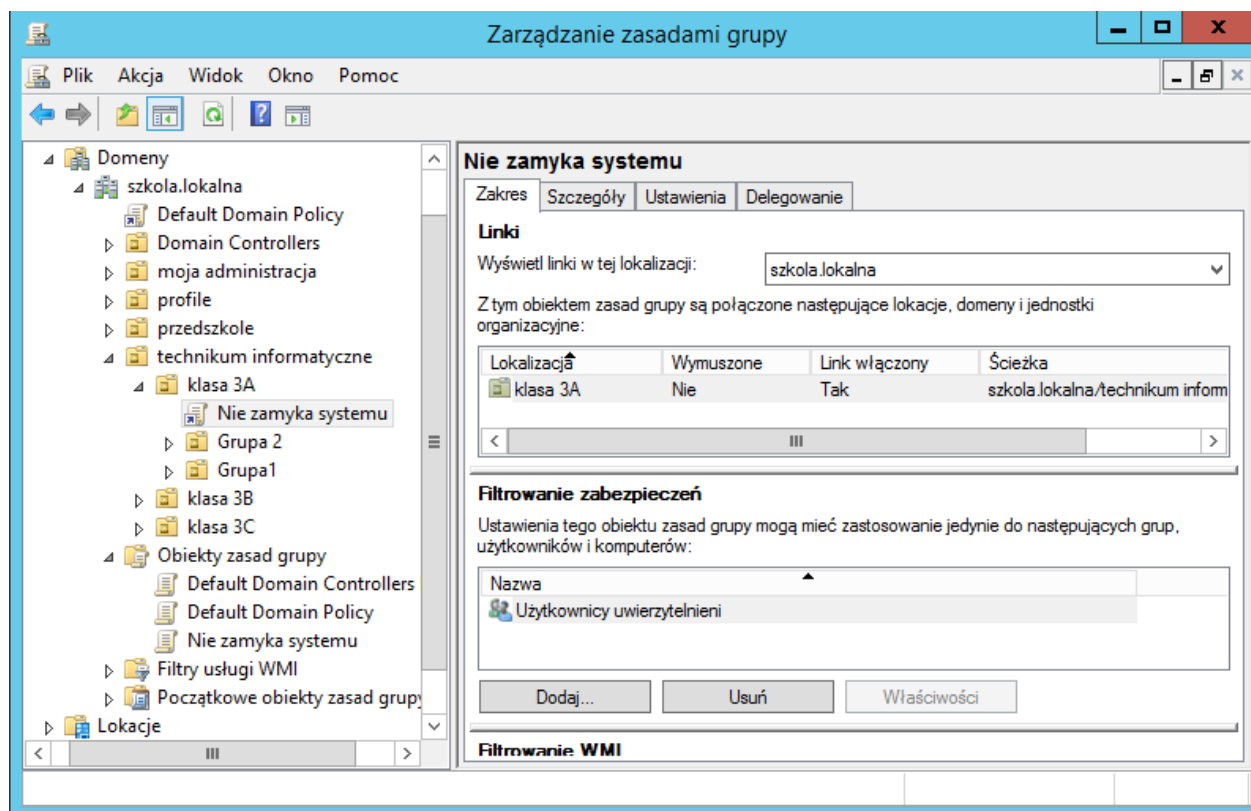 Zarządzanie zasadami grupy
Plik Akcja Widok Okno Pomoc
Domeny
szkola.lokalna
Default Domain Policy
Domain Controllers
moja administracja
profile
przedszkole
technikum informatyczne
klasa 3A
Nie zamyka systemu
Grupa 2
Grupa1
klasa 3B
klasa 3C
Obiekty zasad grupy
Default Domain Controllers
Default Domain Policy
Nie zamyka systemu
Filtry usługi WMI
Początkowe obiekty zasad grupy
Lokacje
Nie zamyka systemu
Zakres Szczegóły Ustawienia Delegowanie
Linki
Wyświetl linki w tej lokalizacji: szkola.lokalna
Z tym obiektem zasad grupy są połączone następujące lokacje, domeny i jednostki
organizacyjne:
Lokalizacja Wymuszone Link włączony Ścieżka
klasa 3A Nie Tak szkola.lokalna/technikum inform
Filtrowanie zabezpieczeń
Ustawienia tego obiektu zasad grupy mogą mieć zastosowanie jedynie do następujących grup,
użytkowników i komputerów:
Nazwa
Użytkownicy uwierzytelnieni
Dodaj... Usuń Właściwości
Filtrowanie WMI